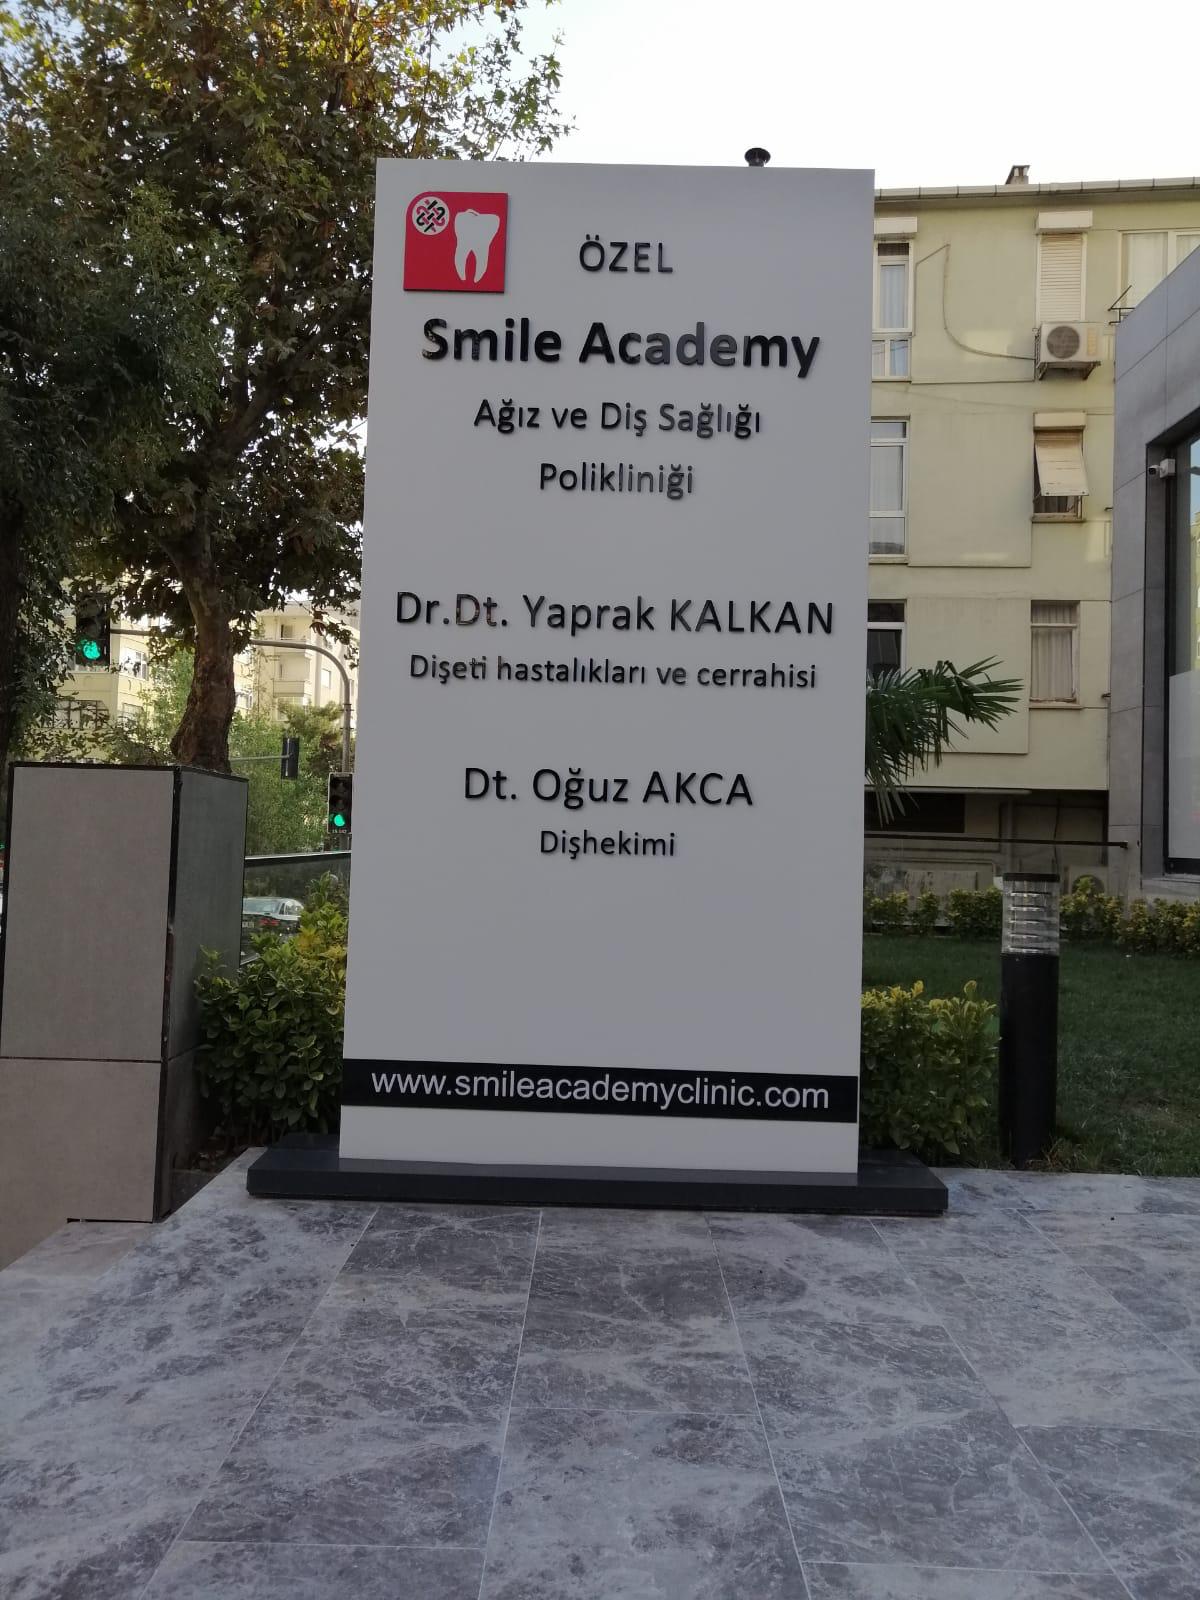 ÖZEL
Smile Academy
Ağız ve Diş Sağlığı
Polikliniği
Dr.Dt. Yaprak KALKAN
Dişeti hastalıkları ve cerrahisi
Dt. Oğuz AKCA
Dişhekimi
www.smileacademyclinic.com